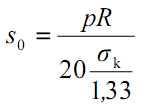 s₀ = pR / (20 σₖ / 1,33)